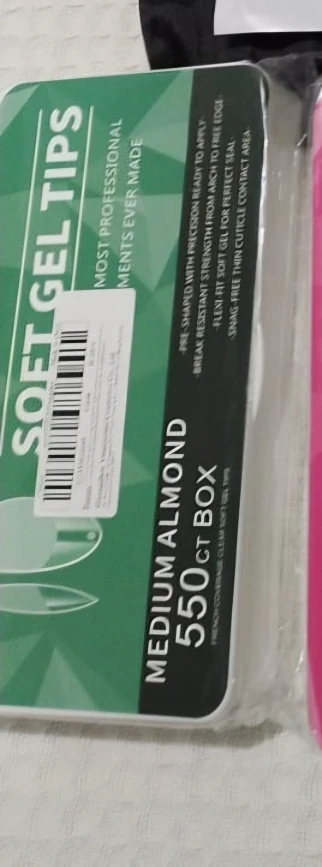 SOFT GEL TIPS
MOST PROFESSIONAL
MENTS EVER MADE
·PRE-SHAPED WITH PRECISION READY TO APPLY·
·BREAK RESISTANT STRENGTH FROM ARCH TO FREE EDGE·
·FLEXI-FIT SOFT GEL FOR PERFECT SEAL·
·SNAG-FREE THIN CUTICLE CONTACT AREA·
MEDIUM ALMOND
550 CT BOX
FRENCH COVERAGE CLEAR SOFT GEL TIPS